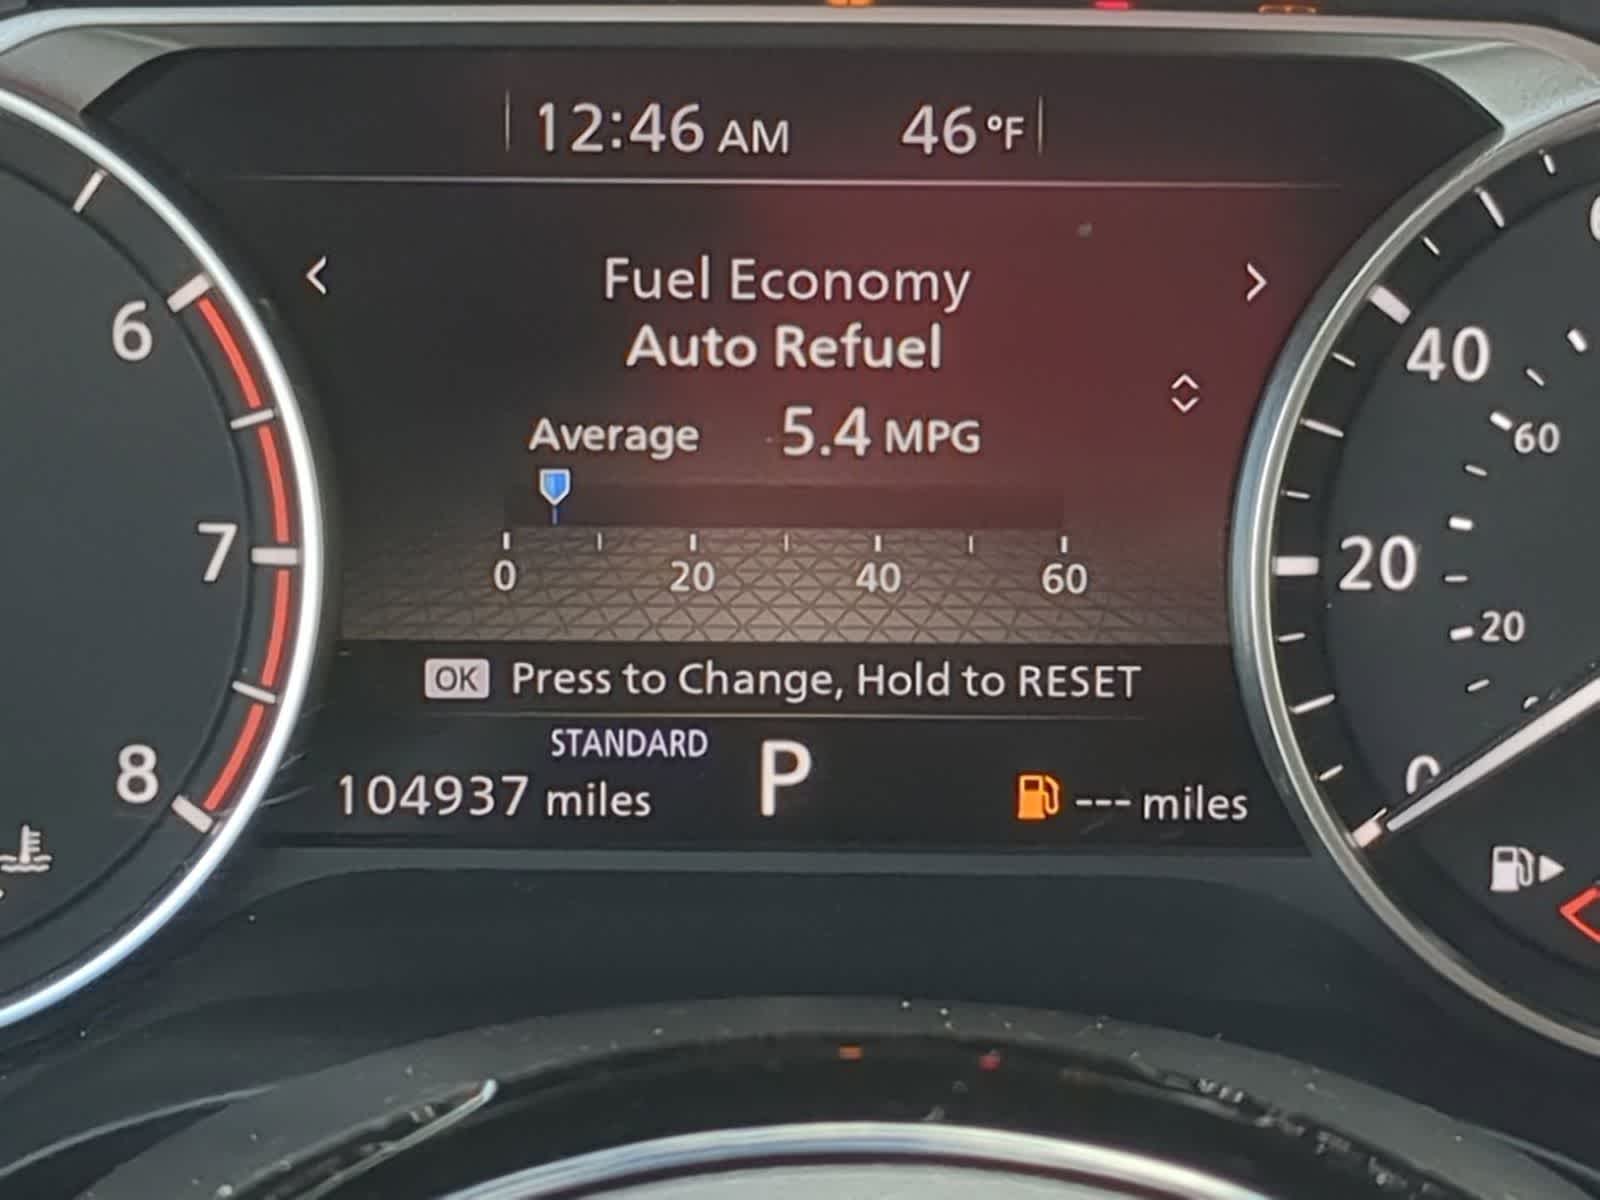 12:46 AM 46 °F
< >
Fuel Economy
Auto Refuel
Average 5.4 MPG
0 20 40 60
OK Press to Change, Hold to RESET
STANDARD
104937 miles P --- miles
6
7
8
40
60
20
20
0